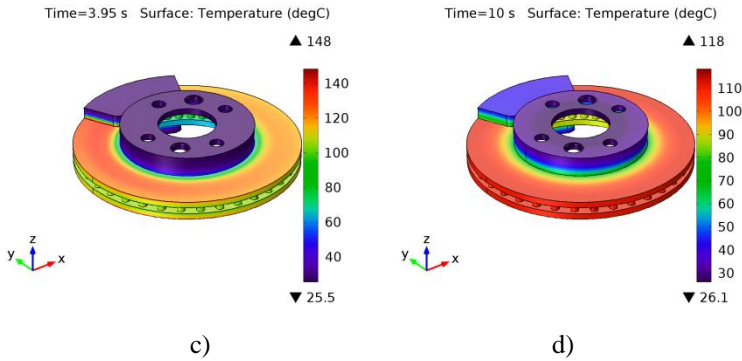 Time=3.95 s Surface: Temperature (degC)
▲ 148
140
120
100
80
60
40
▼ 25.5
z
y
x
c)
Time=10 s Surface: Temperature (degC)
▲ 118
110
100
90
80
70
60
50
40
30
▼ 26.1
z
y
x
d)